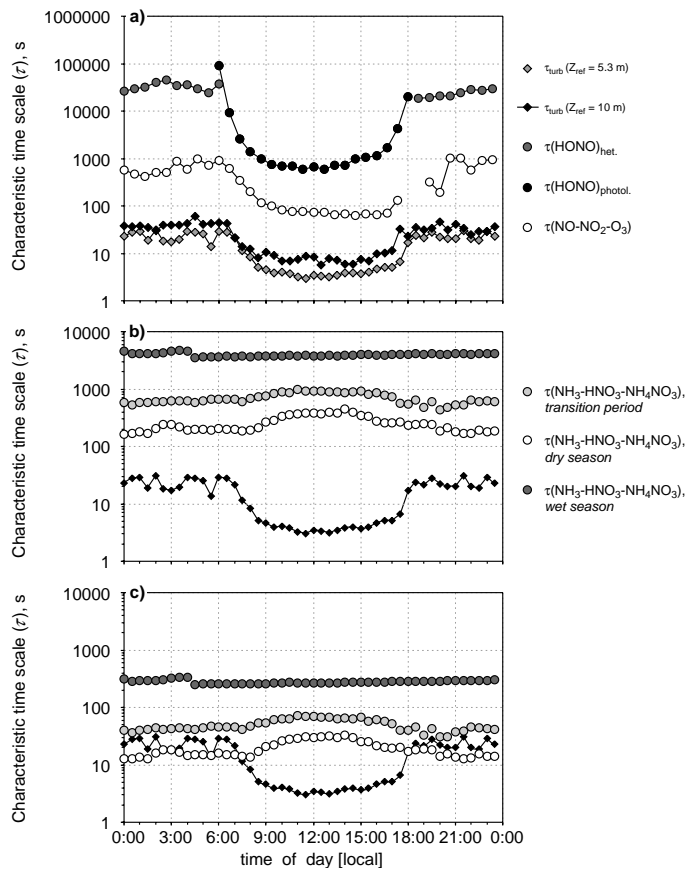 a)
Characteristic time scale (τ), s
1000000
100000
10000
1000
100
10
1
τturb (Zref = 5.3 m)
τturb (Zref = 10 m)
τ(HONO)het.
τ(HONO)photol.
τ(NO-NO2-O3)
b)
Characteristic time scale (τ), s
10000
1000
100
10
1
τ(NH3-HNO3-NH4NO3),
transition period
τ(NH3-HNO3-NH4NO3),
dry season
τ(NH3-HNO3-NH4NO3),
wet season
c)
Characteristic time scale (τ), s
10000
1000
100
10
1
0:00 3:00 6:00 9:00 12:00 15:00 18:00 21:00 0:00
time of day [local]